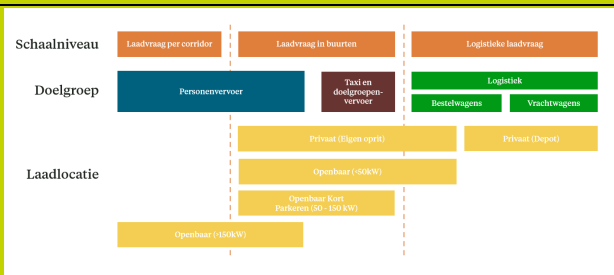 Schaalniveau
Laadvraag per corridor
Laadvraag in buurten
Logistieke laadvraag
Doelgroep
Personenvervoer
Taxi en
doelgroepen-
vervoer
Logistiek
Bestelwagens
Vrachtwagens
Laadlocatie
Privaat (Eigen oprit)
Privaat (Depot)
Openbaar (<50kW)
Openbaar Kort
Parkeren (50 - 150 kW)
Openbaar (<150kW)